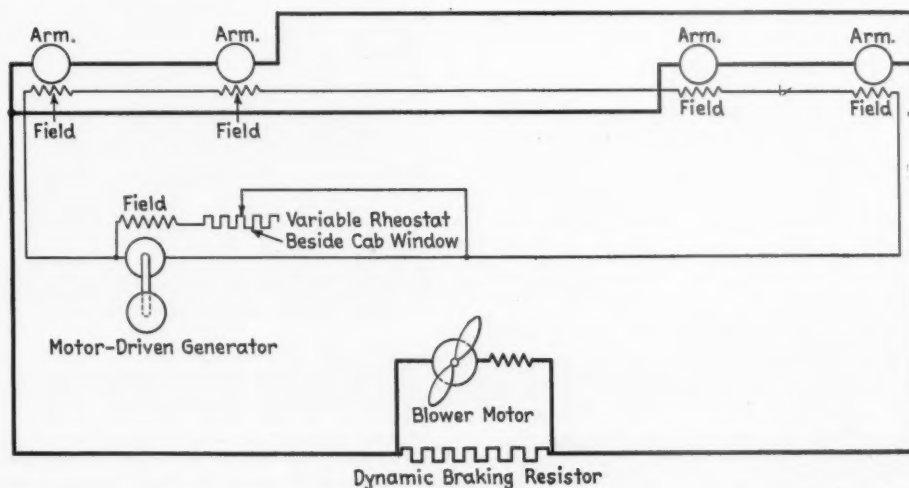 Arm.
Arm.
Arm.
Arm.
Field
Field
Field
Field
Field
Variable Rheostat
Beside Cab Window
Motor-Driven Generator
Blower Motor
Dynamic Braking Resistor